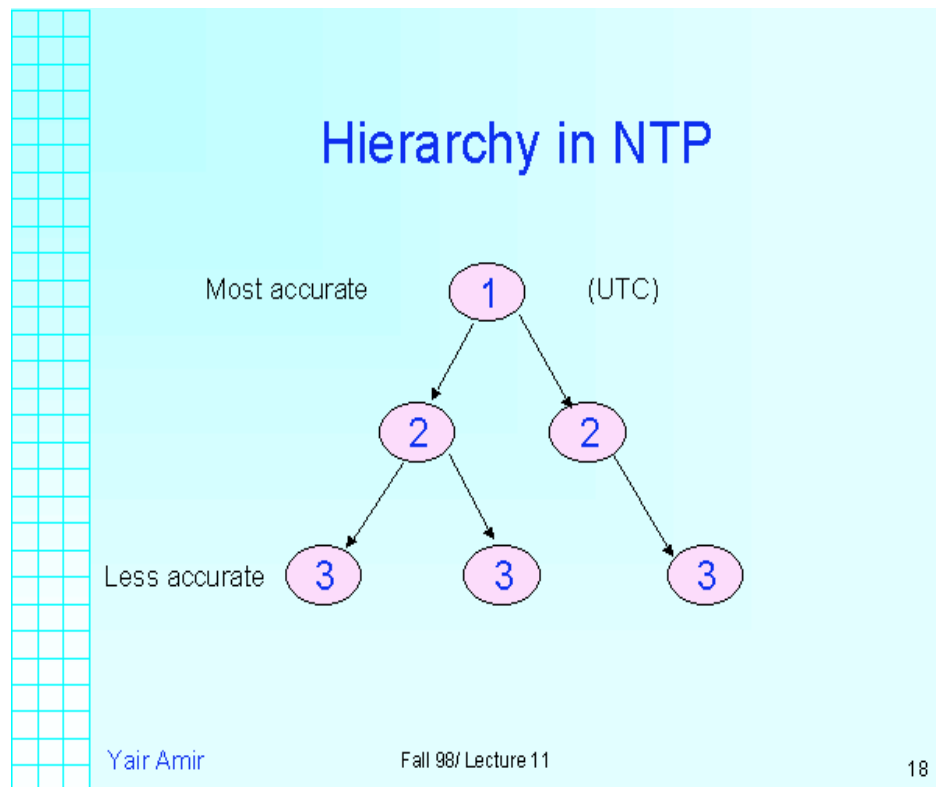 Hierarchy in NTP
Most accurate 1 (UTC)
2 2
Less accurate 3 3 3
Yair Amir Fall 98/ Lecture 11 18